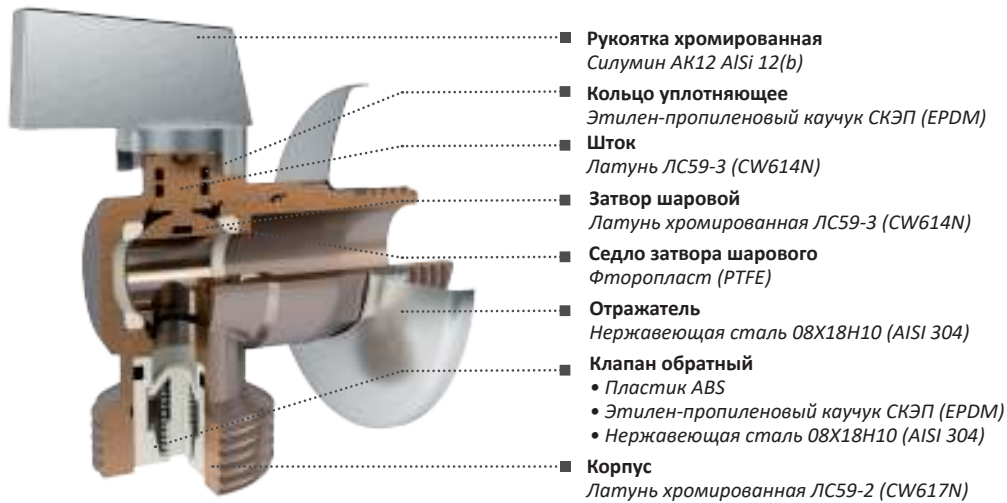 Рукоятка хромированная
Силумин АК12 AlSi 12(b)
Кольцо уплотняющее
Этилен-пропиленовый каучук СКЭП (EPDM)
Шток
Латунь ЛС59-3 (CW614N)
Затвор шаровой
Латунь хромированная ЛС59-3 (CW614N)
Седло затвора шарового
Фторопласт (PTFE)
Отражатель
Нержавеющая сталь 08Х18Н10 (AISI 304)
Клапан обратный
• Пластик ABS
• Этилен-пропиленовый каучук СКЭП (EPDM)
• Нержавеющая сталь 08Х18Н10 (AISI 304)
Корпус
Латунь хромированная ЛС59-2 (CW617N)